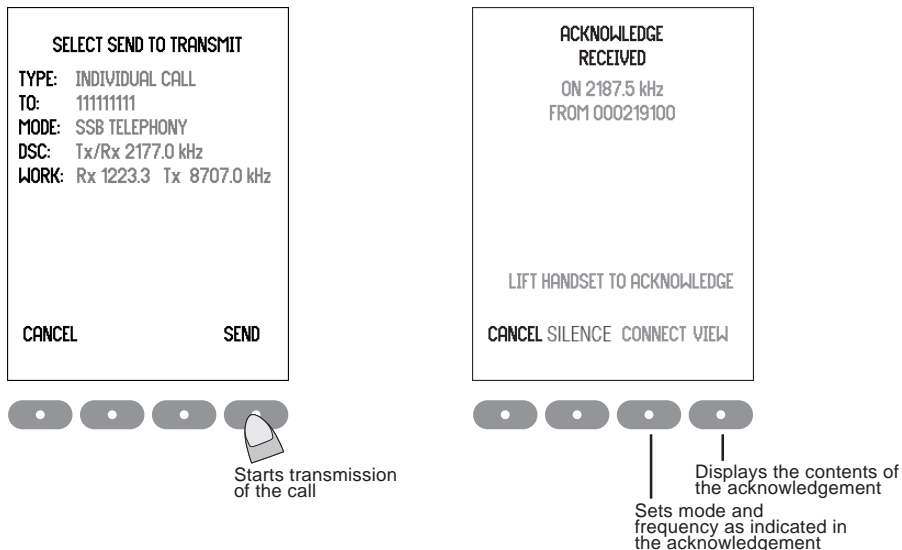 SELECT SEND TO TRANSMIT
TYPE: INDIVIDUAL CALL
TO: 111111111
MODE: SSB TELEPHONY
DSC: Tx/Rx 2177.0 kHz
WORK: Rx 1223.3 Tx 8707.0 kHz
CANCEL SEND
Starts transmission
of the call
ACKNOWLEDGE
RECEIVED
ON 2187.5 kHz
FROM 000219100
LIFT HANDSET TO ACKNOWLEDGE
CANCEL SILENCE CONNECT VIEW
Displays the contents of
the acknowledgement
Sets mode and
frequency as indicated in
the acknowledgement